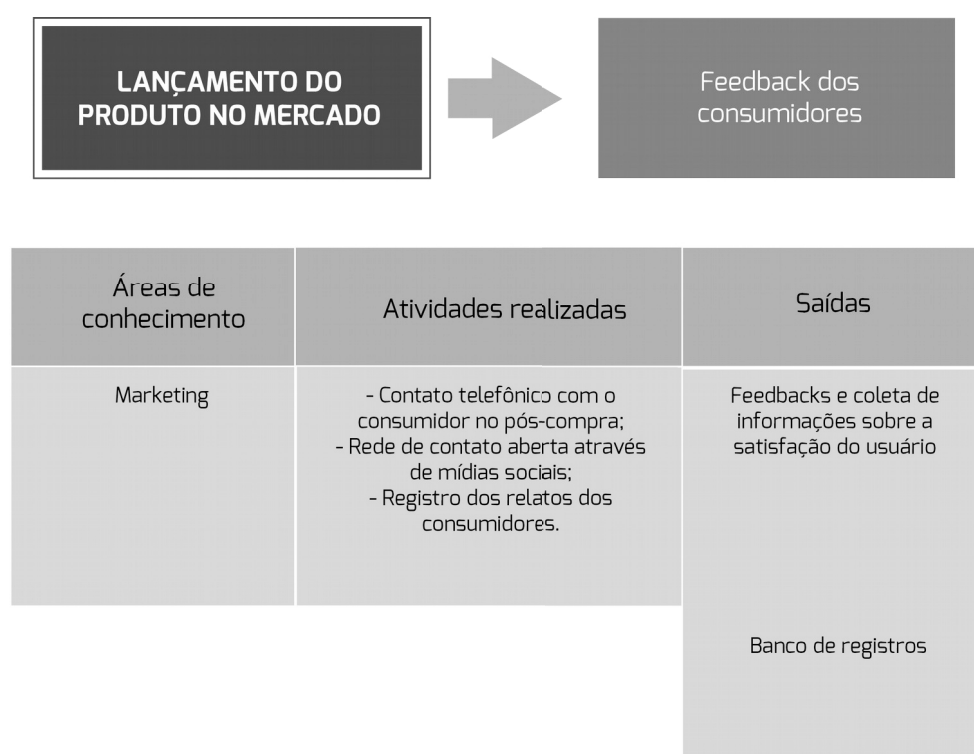 LANÇAMENTO DO
PRODUTO NO MERCADO
Feedback dos
consumidores
Áreas de
conhecimento
Atividades realizadas
Saídas
Marketing
- Contato telefônico com o
consumidor no pós-compra;
- Rede de contato aberta através
de mídias sociais;
- Registro dos relatos dos
consumidores.
Feedbacks e coleta de
informações sobre a
satisfação do usuário
Banco de registros